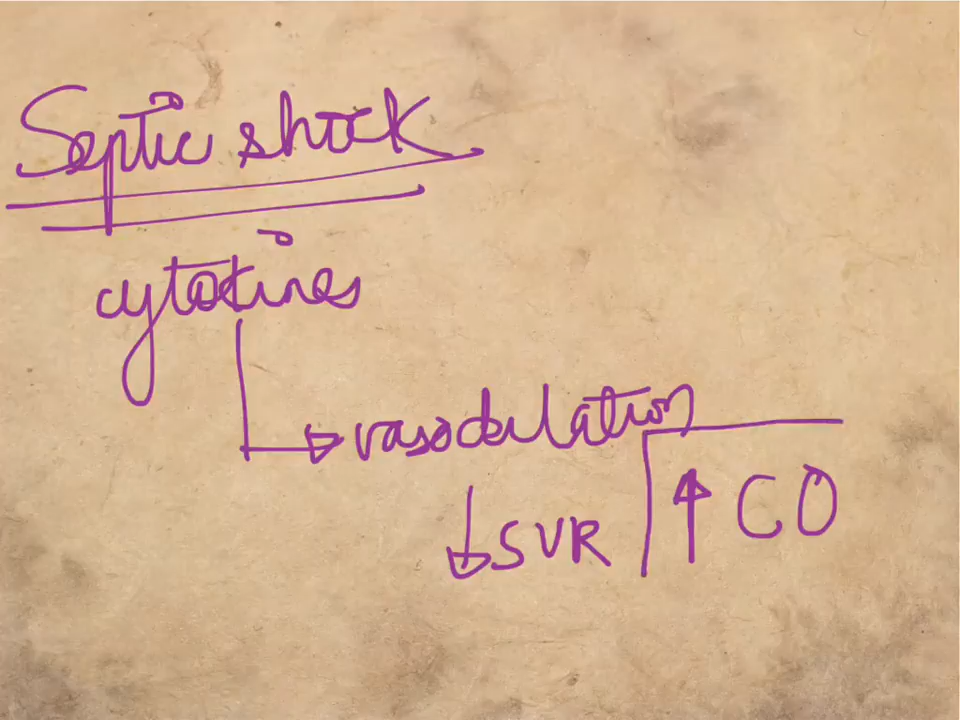 Septic shock
cytokines
→ vasodilation
↓ SVR ↑ CO